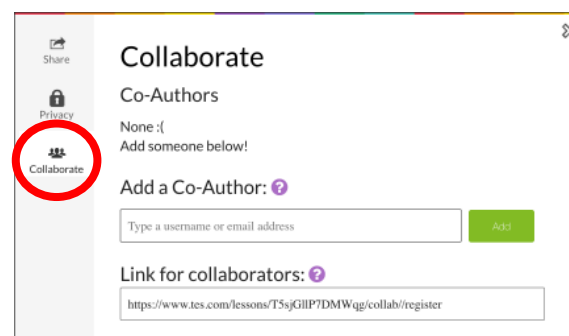 Share
Privacy
Collaborate
Collaborate
Co-Authors
None :(
Add someone below!
Add a Co-Author: ?
Type a username or email address
Add
Link for collaborators: ?
https://www.tes.com/lessons/T5sjGllP7DMWqg/collab//register